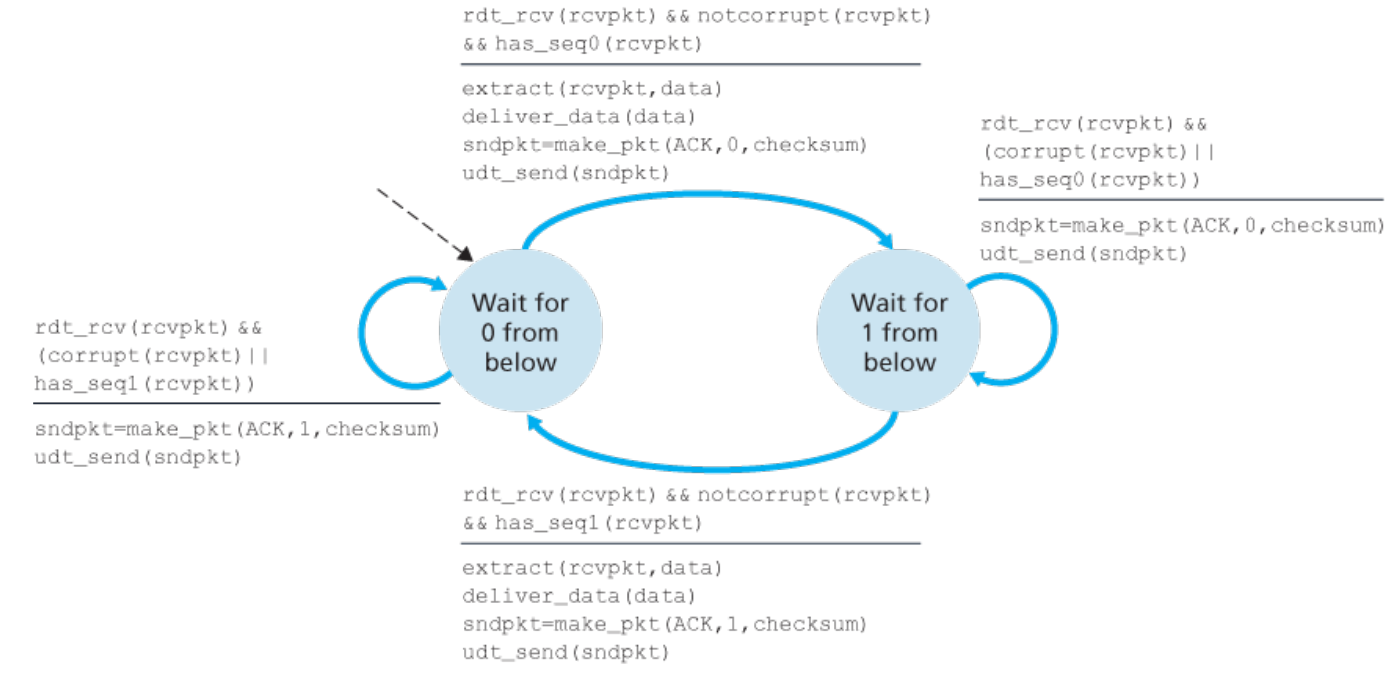 rdt_rcv(rcvpkt) && notcorrupt(rcvpkt)
&& has_seq0(rcvpkt)
extract(rcvpkt,data)
deliver_data(data)
sndpkt=make_pkt(ACK,0,checksum)
udt_send(sndpkt)
rdt_rcv(rcvpkt) &&
(corrupt(rcvpkt)||
has_seq0(rcvpkt))
sndpkt=make_pkt(ACK,0,checksum)
udt_send(sndpkt)
Wait for
0 from
below
Wait for
1 from
below
rdt_rcv(rcvpkt) &&
(corrupt(rcvpkt)||
has_seq1(rcvpkt))
sndpkt=make_pkt(ACK,1,checksum)
udt_send(sndpkt)
rdt_rcv(rcvpkt) && notcorrupt(rcvpkt)
&& has_seq1(rcvpkt)
extract(rcvpkt,data)
deliver_data(data)
sndpkt=make_pkt(ACK,1,checksum)
udt_send(sndpkt)